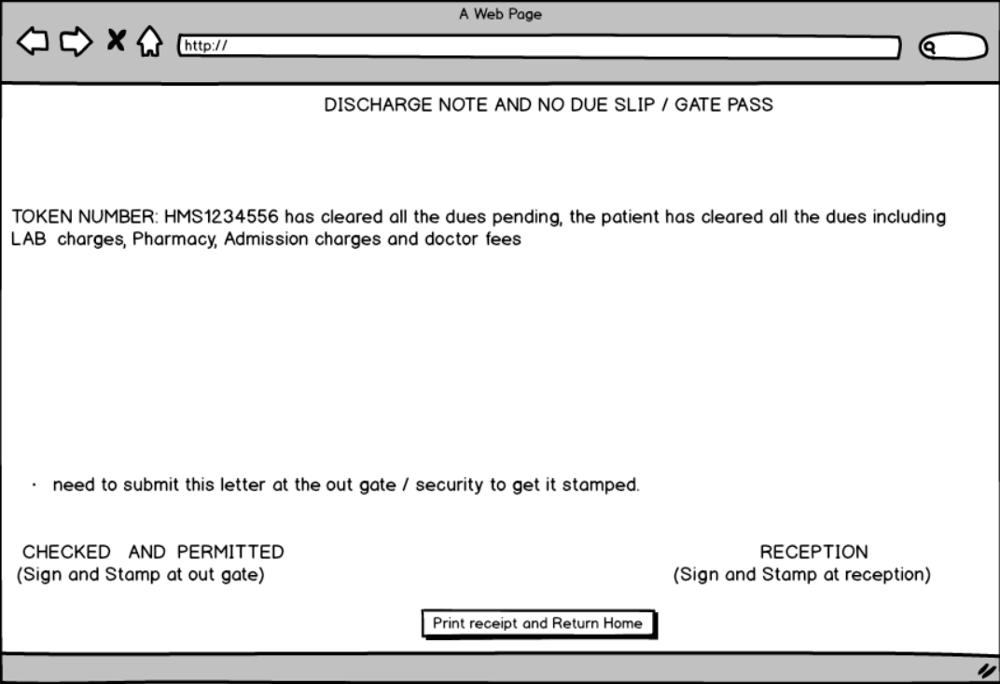 A Web Page
http://
DISCHARGE NOTE AND NO DUE SLIP / GATE PASS
TOKEN NUMBER: HMS1234556 has cleared all the dues pending, the patient has cleared all the dues including
LAB charges, Pharmacy, Admission charges and doctor fees
· need to submit this letter at the out gate / security to get it stamped.
CHECKED AND PERMITTED
(Sign and Stamp at out gate)
RECEPTION
(Sign and Stamp at reception)
Print receipt and Return Home